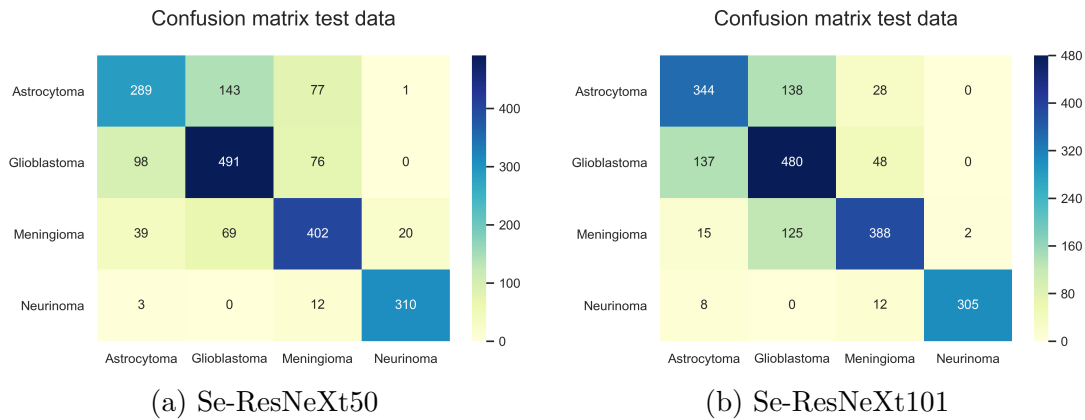 Confusion matrix test data
Astrocytoma 289 143 77 1
Glioblastoma 98 491 76 0
Meningioma 39 69 402 20
Neurinoma 3 0 12 310
Astrocytoma Glioblastoma Meningioma Neurinoma
400
300
200
100
0
(a) Se-ResNeXt50
Confusion matrix test data
Astrocytoma 344 138 28 0
Glioblastoma 137 480 48 0
Meningioma 15 125 388 2
Neurinoma 8 0 12 305
Astrocytoma Glioblastoma Meningioma Neurinoma
480
400
320
240
160
80
0
(b) Se-ResNeXt101